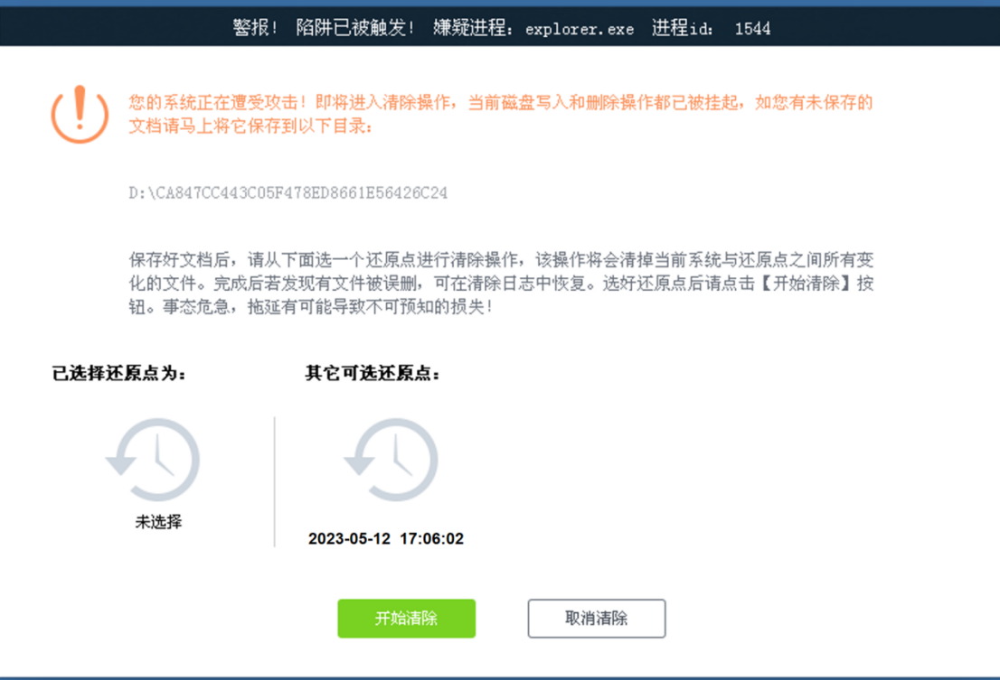 警报! 陷阱已被触发! 嫌疑进程: explorer.exe 进程id: 1544
您的系统正在遭受攻击! 即将进入清除操作, 当前磁盘写入和删除操作都已被挂起, 如您有未保存的
文档请马上将它保存到以下目录:
D:\CA847CC443C05F478ED8661E56426C24
保存好文档后, 请从下面选一个还原点进行清除操作, 该操作将会清掉当前系统与还原点之间所有变
化的文件。完成后若发现有文件被误删, 可在清除日志中恢复。选好还原点后请点击【开始清除】按
钮。事态危急, 拖延有可能导致不可预知的损失!
已选择还原点为:
其它可选还原点:
未选择
2023-05-12 17:06:02
开始清除
取消清除